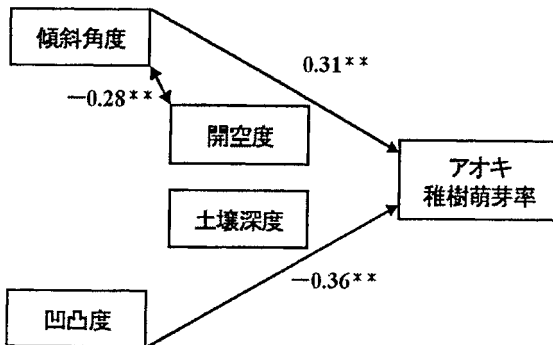 傾斜角度
0.31**
−0.28**
開空度
アオキ
稚樹萌芽率
土壌深度
−0.36**
凹凸度